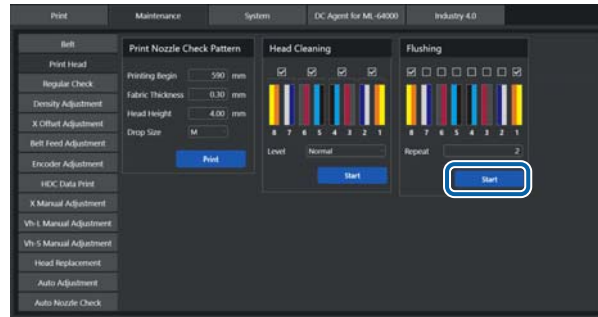 Print Maintenance System DC Agent for ML-64000 Industry 4.0
Belt
Print Head
Regular Check
Density Adjustment
X Offset Adjustment
Belt Feed Adjustment
Encoder Adjustment
HDC Data Print
X Manual Adjustment
Vh-L Manual Adjustment
Vh-S Manual Adjustment
Head Replacement
Auto Adjustment
Auto Nozzle Check
Print Nozzle Check Pattern
Printing Begin 590 mm
Fabric Thickness 0.30 mm
Head Height 4.00 mm
Drop Size M
Print
Head Cleaning
8 7 6 5 4 3 2 1
Level Normal
Start
Flushing
8 7 6 5 4 3 2 1
Repeat 2
Start